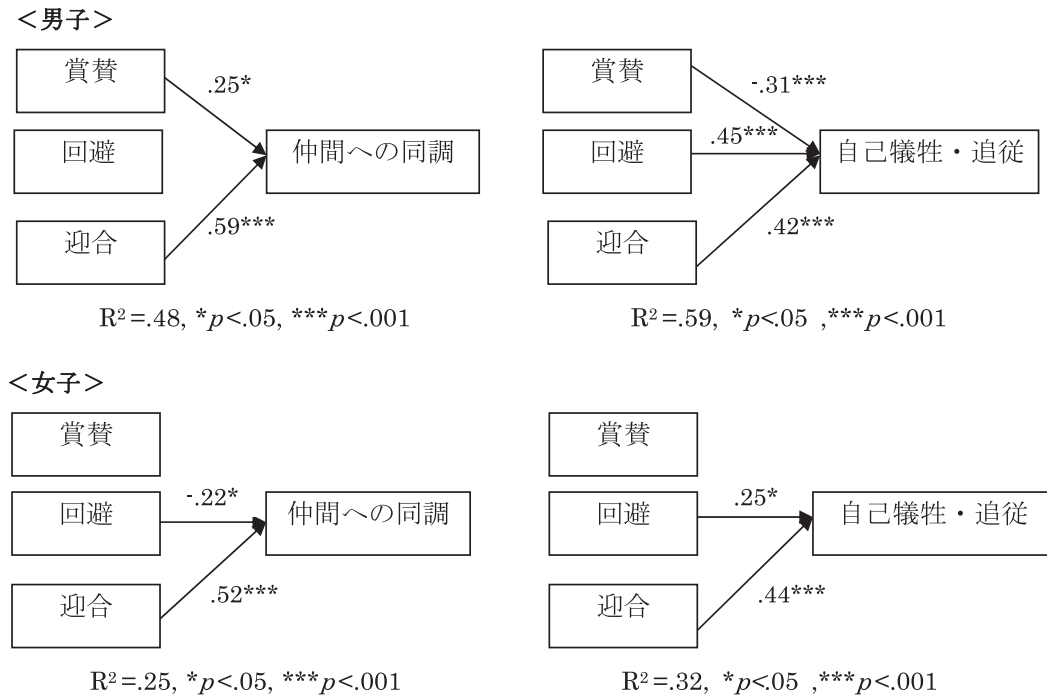 ＜男子＞
賞賛
.25*
回避
仲間への同調
迎合
.59***
R²=.48, *p<.05, ***p<.001
賞賛
-.31***
回避
.45***
自己犠牲・追従
迎合
.42***
R²=.59, *p<.05 ,***p<.001
＜女子＞
賞賛
回避
-.22*
仲間への同調
迎合
.52***
R²=.25, *p<.05, ***p<.001
賞賛
回避
.25*
自己犠牲・追従
迎合
.44***
R²=.32, *p<.05 ,***p<.001